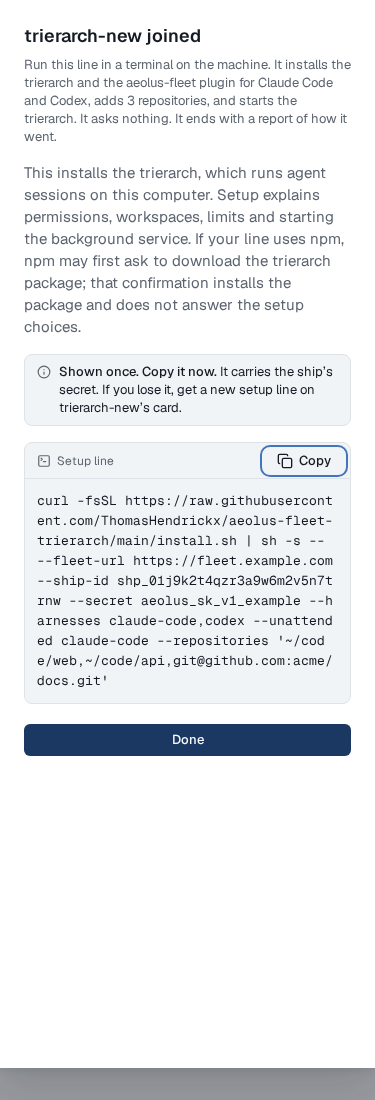 trierarch-new joined
Run this line in a terminal on the machine. It installs the
trierarch and the aeolus-fleet plugin for Claude Code
and Codex, adds 3 repositories, and starts the
trierarch. It asks nothing. It ends with a report of how it
went.
This installs the trierarch, which runs agent
sessions on this computer. Setup explains
permissions, workspaces, limits and starting
the background service. If your line uses npm,
npm may first ask to download the trierarch
package; that confirmation installs the
package and does not answer the setup
choices.
Shown once. Copy it now. It carries the ship's
secret. If you lose it, get a new setup line on
trierarch-new's card.
Setup line
Copy
curl -fsSL https://raw.githubusercont
ent.com/ThomasHendrickx/aeolus-fleet-
trierarch/main/install.sh | sh -s --
--fleet-url https://fleet.example.com
--ship-id shp_01j9k2t4qzr3a9w6m2v5n7t
rnw --secret aeolus_sk_v1_example --h
arnesses claude-code,codex --unattend
ed claude-code --repositories '~/cod
e/web,~/code/api,git@github.com:acme/
docs.git'
Done